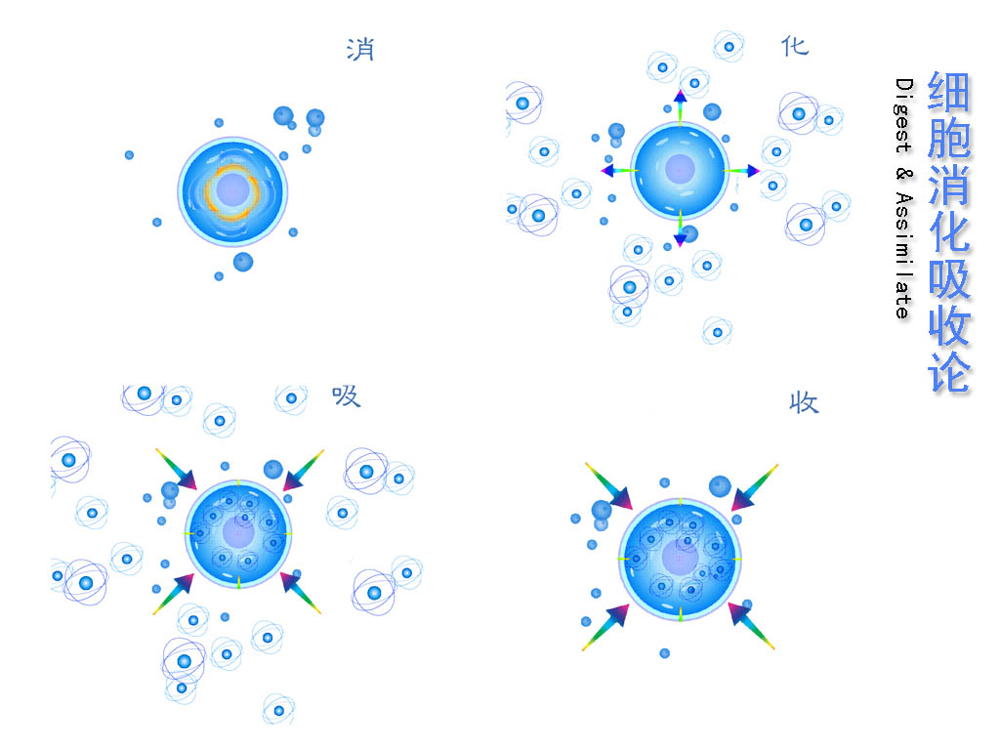 消
化
细胞消化吸收论
Digest & Assimilate
吸
收